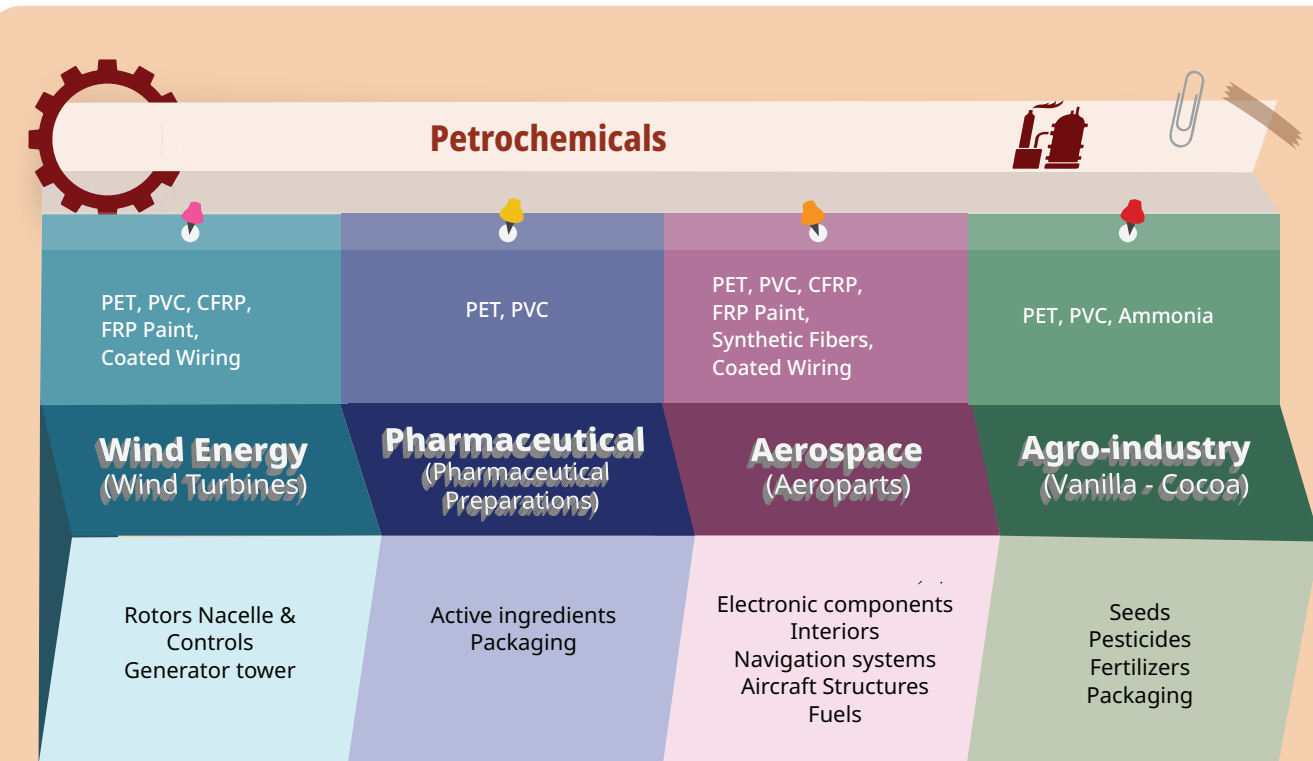 Petrochemicals
PET, PVC, CFRP,
FRP Paint,
Coated Wiring
PET, PVC
PET, PVC, CFRP,
FRP Paint,
Synthetic Fibers,
Coated Wiring
PET, PVC, Ammonia
Wind Energy
(Wind Turbines)
Pharmaceutical
(Pharmaceutical
Preparations)
Aerospace
(Aeroparts)
Agro-industry
(Vanilla - Cocoa)
Rotors Nacelle &
Controls
Generator tower
Active ingredients
Packaging
Electronic components
Interiors
Navigation systems
Aircraft Structures
Fuels
Seeds
Pesticides
Fertilizers
Packaging